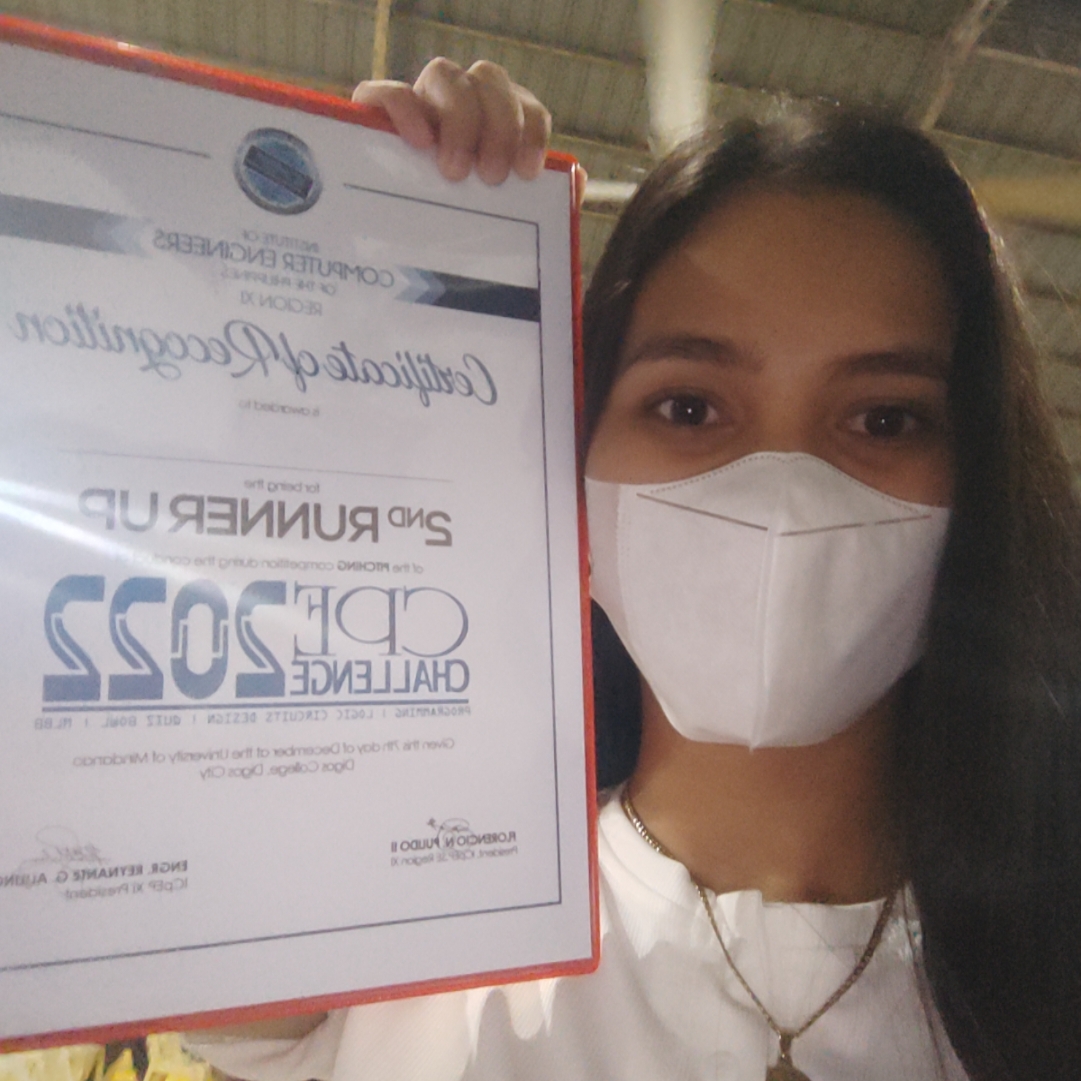 INSTITUTE OF
COMPUTER ENGINEERS
OF THE PHILIPPINES
REGION XI
Certificate of Recognition
is awarded to
for being the
2ND RUNNER UP
of the PITCHING competition during the conduct
CPE
CHALLENGE
2022
PROGRAMMING | LOGIC CIRCUITS DESIGN | QUIZ BOWL | MLBB
Given this 7th day of December at the University of Mindanao
Digos College, Digos City
FLORENCIO N. PULIDO II
President, ICpEP.SE Region XI
ENGR. REYNANTE G.
ICpEP XI President